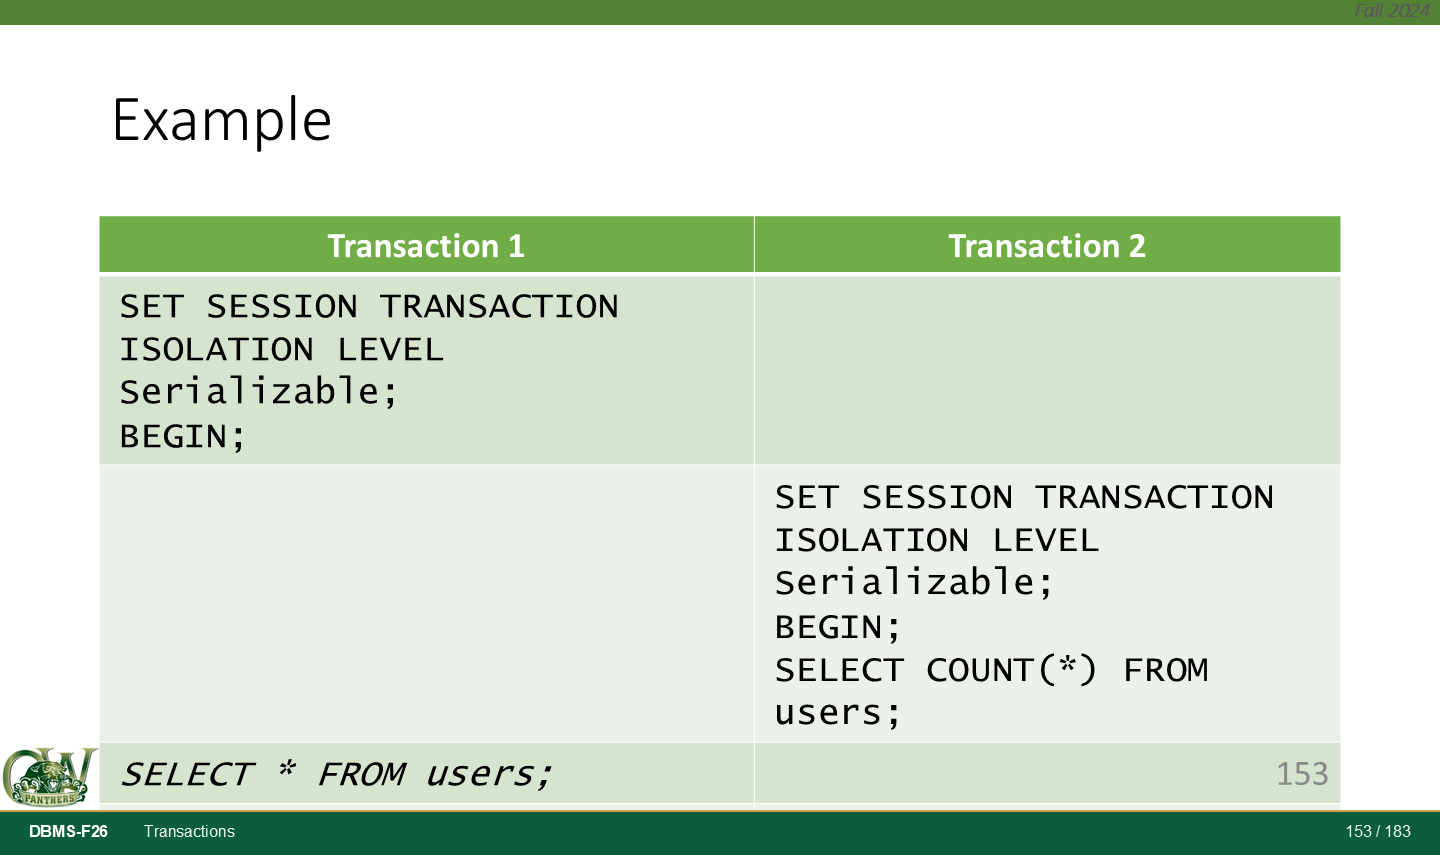 Fall 2024
Example
Transaction 1
Transaction 2
SET SESSION TRANSACTION
ISOLATION LEVEL
Serializable;
BEGIN;
SET SESSION TRANSACTION
ISOLATION LEVEL
Serializable;
BEGIN;
SELECT COUNT(*) FROM
users;
SELECT * FROM users;
153
OW
PANTHERS
DBMS-F26
Transactions
153 / 183